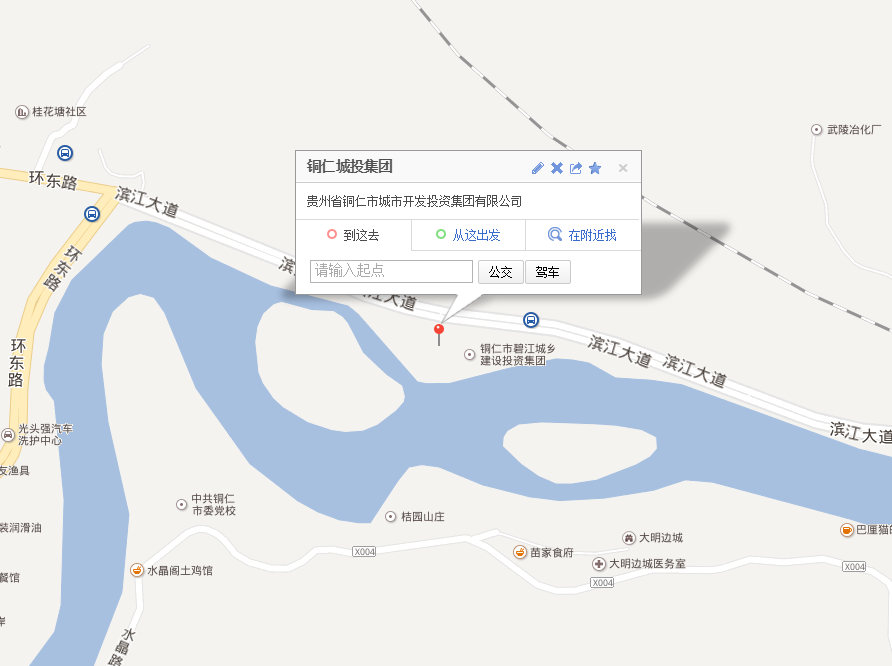 桂花塘社区
武陵冶化厂
铜仁城投集团
环东路
滨江大道
贵州省铜仁市城市开发投资集团有限公司
到这去
从这出发
在附近找
请输入起点
公交
驾车
环东路
滨
江大道
环东路
铜仁市碧江城乡
建设投资集团
滨江大道
滨江大道
滨江大道
光头强汽车
洗护中心
友渔具
中共铜仁
市委党校
桔园山庄
装润滑油
巴厘猫的
大明边城
X004
苗家食府
大明边城医务室
X004
X004
水晶阁土鸡馆
餐馆
水晶路